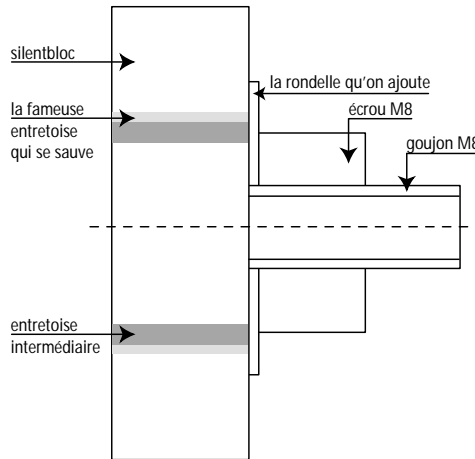 silentbloc
la rondelle qu'on ajoute
la fameuse
entretoise
qui se sauve
écrou M8
goujon M8
entretoise
intermédiaire